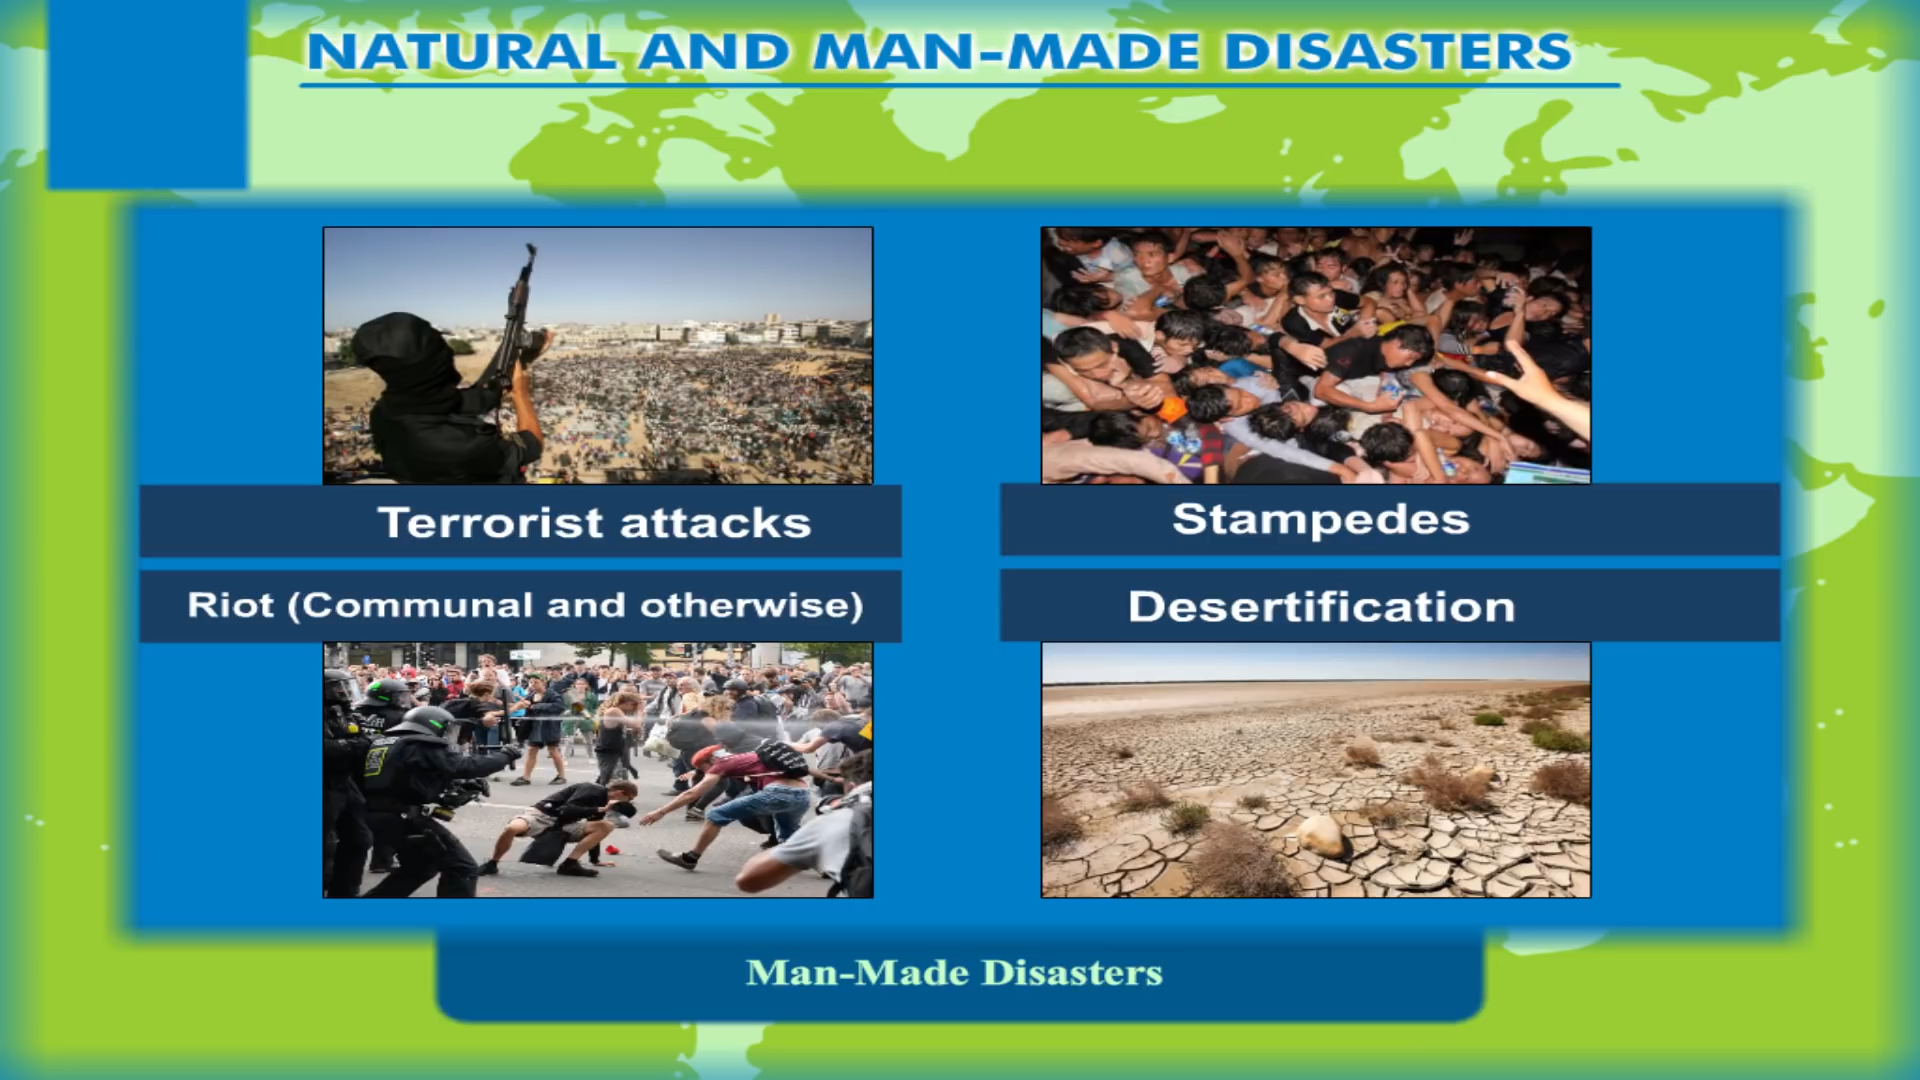 NATURAL AND MAN-MADE DISASTERS
Terrorist attacks
Stampedes
Riot (Communal and otherwise)
Desertification
Man-Made Disasters